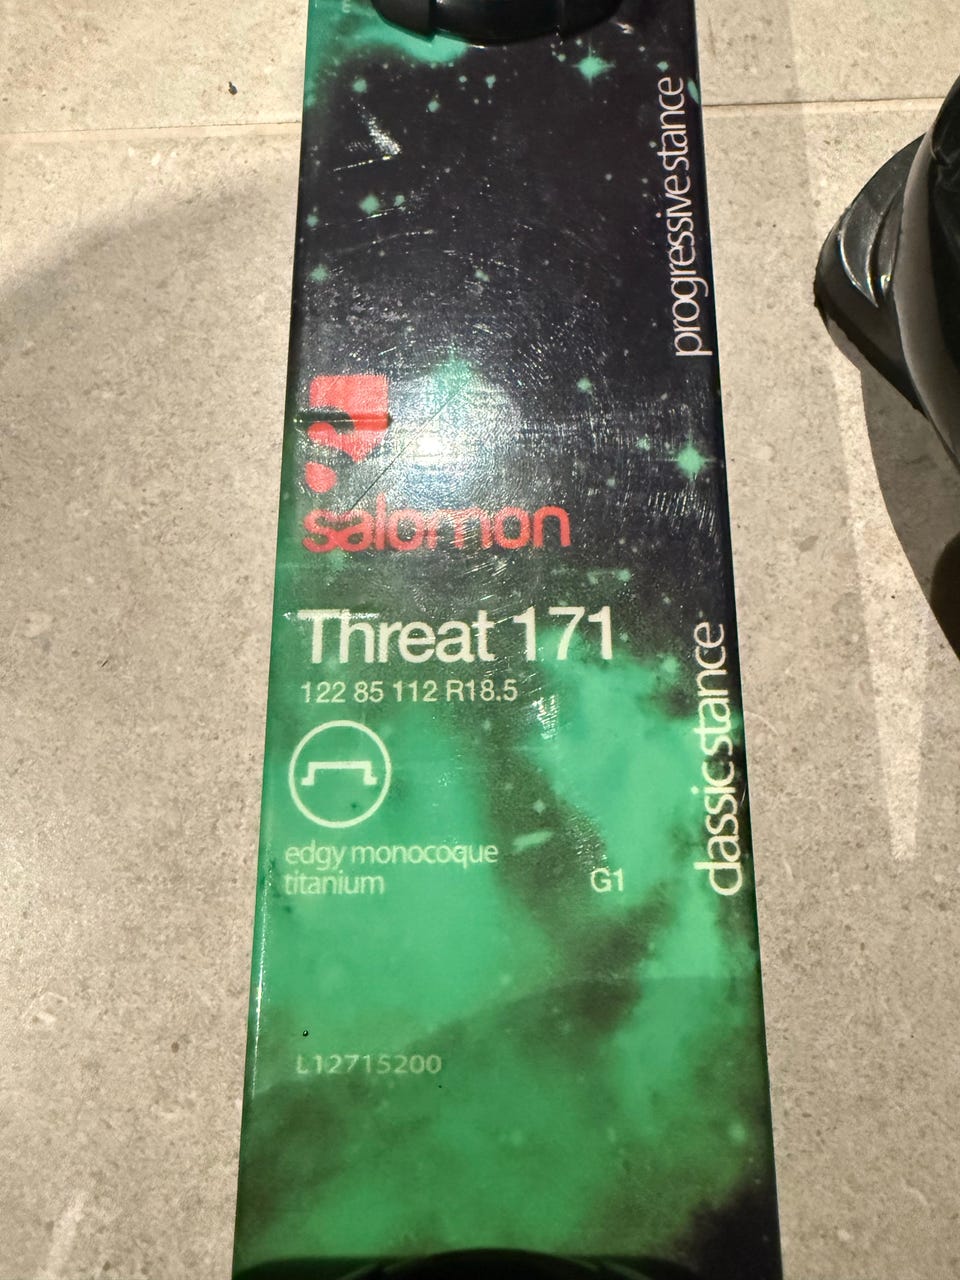 progressive stance
salomon
Threat 171
122 85 112 R18.5
classic stance
edgy monocoque
titanium
G1
L12715200